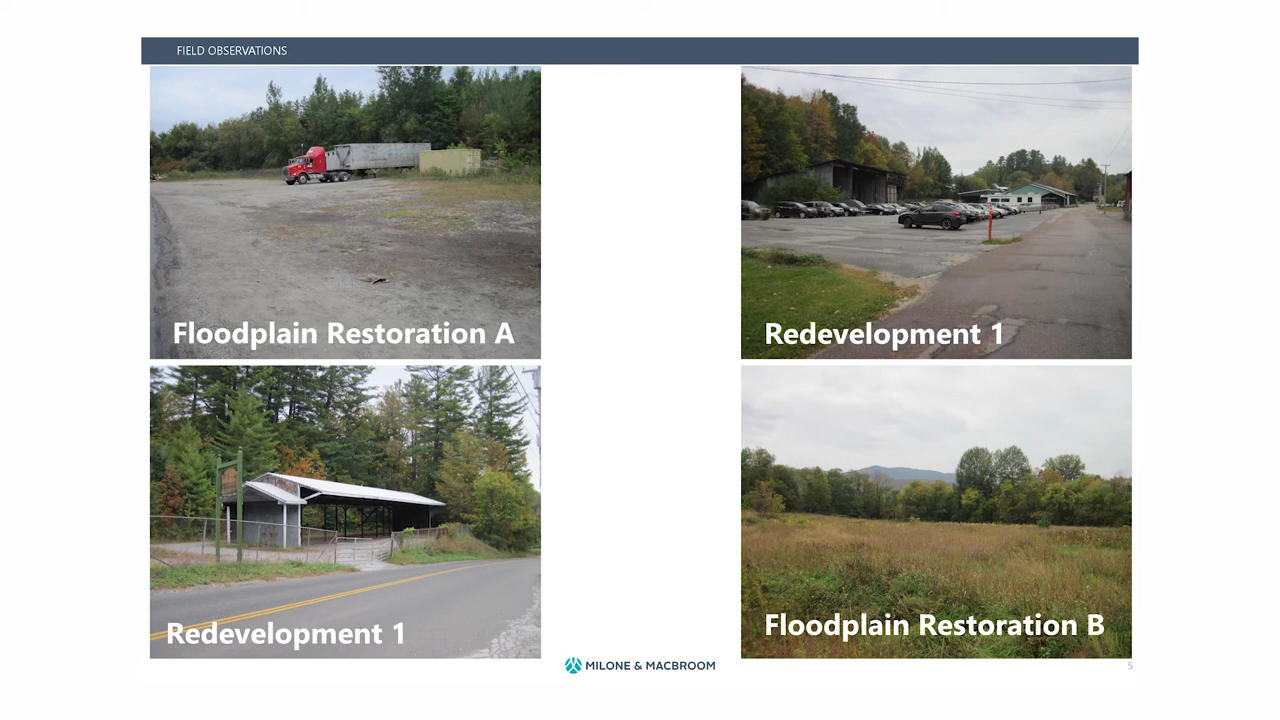 FIELD OBSERVATIONS
Floodplain Restoration A
Redevelopment 1
Redevelopment 1
Floodplain Restoration B
MILONE & MACBROOM
5